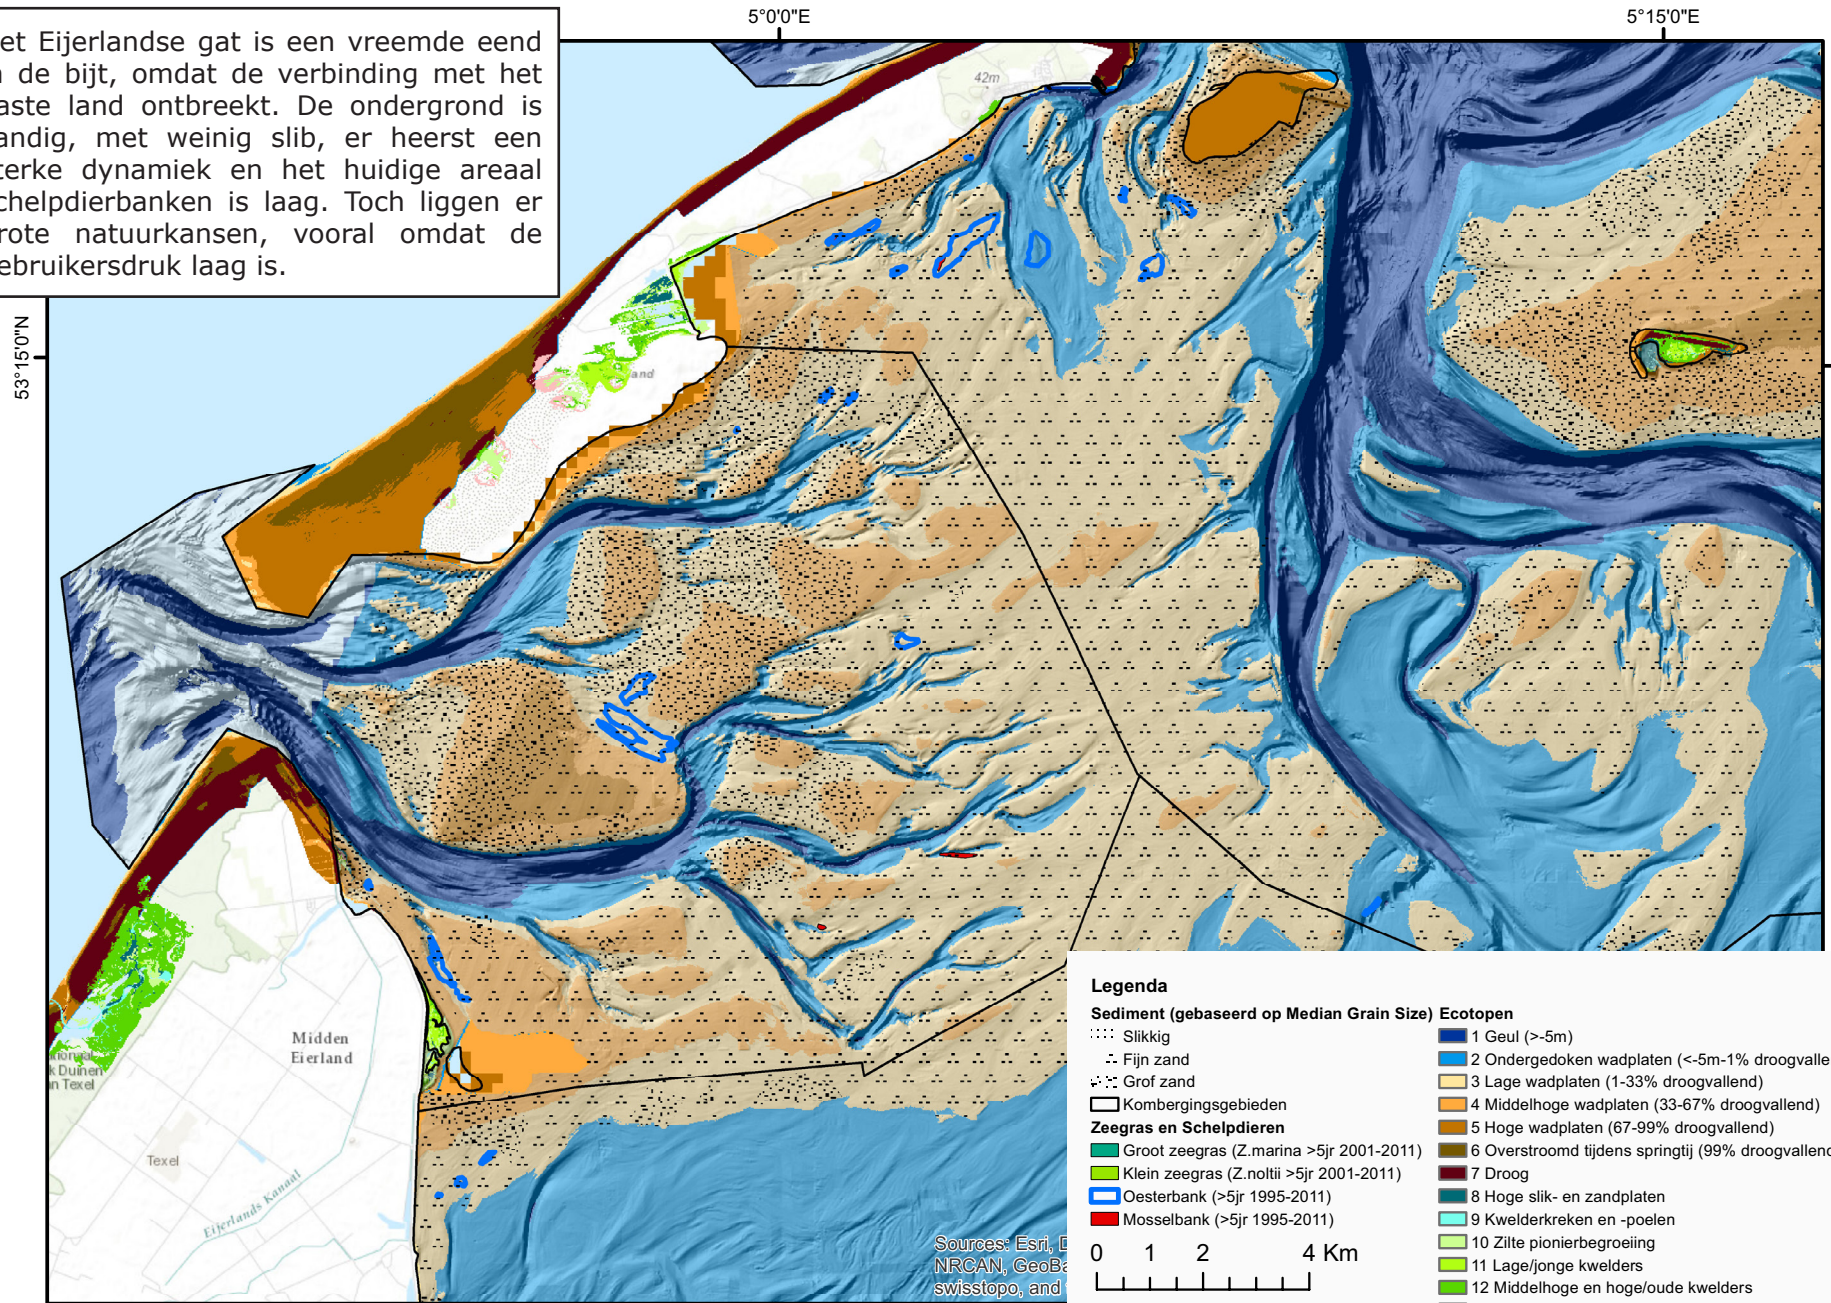 5°0'0"E
5°15'0"E
et Eijerlandse gat is een vreemde eend
de bijt, omdat de verbinding met het
aste land ontbreekt. De ondergrond is
andig, met weinig slib, er heerst een
terke dynamiek en het huidige areaal
chelpdierbanken is laag. Toch liggen er
rote natuurkansen, vooral omdat de
ebruikersdruk laag is.
42m
53°15'0"N
and
Midden
Eierland
k Duinen
n Texel
Texel
Eijerlands Kanaal
Sources: Esri,
NRCAN, GeoBa
swisstopo, and
Legenda
Sediment (gebaseerd op Median Grain Size)
Slikkig
Fijn zand
Grof zand
Kombergingsgebieden
Zeegras en Schelpdieren
Groot zeegras (Z.marina >5jr 2001-2011)
Klein zeegras (Z.noltii >5jr 2001-2011)
Oesterbank (>5jr 1995-2011)
Mosselbank (>5jr 1995-2011)
0 1 2 4 Km
Ecotopen
1 Geul (>-5m)
2 Ondergedoken wadplaten (<-5m-1% droogvalle
3 Lage wadplaten (1-33% droogvallend)
4 Middelhoge wadplaten (33-67% droogvallend)
5 Hoge wadplaten (67-99% droogvallend)
6 Overstroomd tijdens springtij (99% droogvallend
7 Droog
8 Hoge slik- en zandplaten
9 Kwelderkreken en -poelen
10 Zilte pionierbegroeiing
11 Lage/jonge kwelders
12 Middelhoge en hoge/oude kwelders